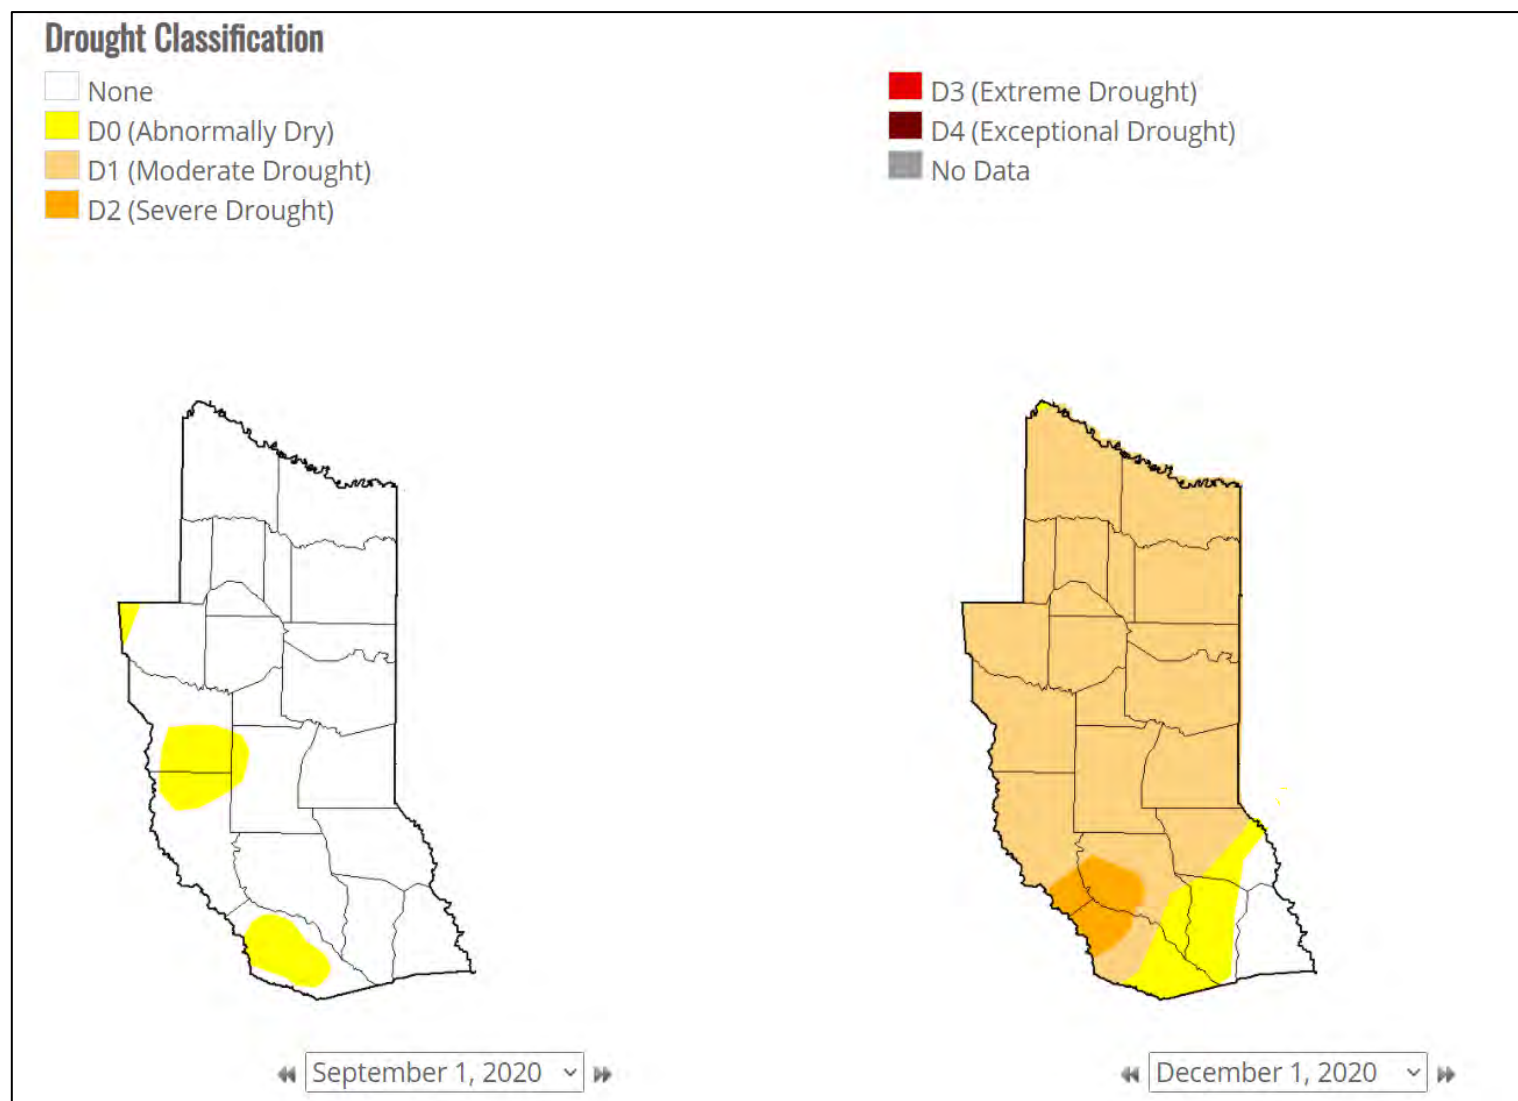 Drought Classification
None
D0 (Abnormally Dry)
D1 (Moderate Drought)
D2 (Severe Drought)
D3 (Extreme Drought)
D4 (Exceptional Drought)
No Data
September 1, 2020
December 1, 2020